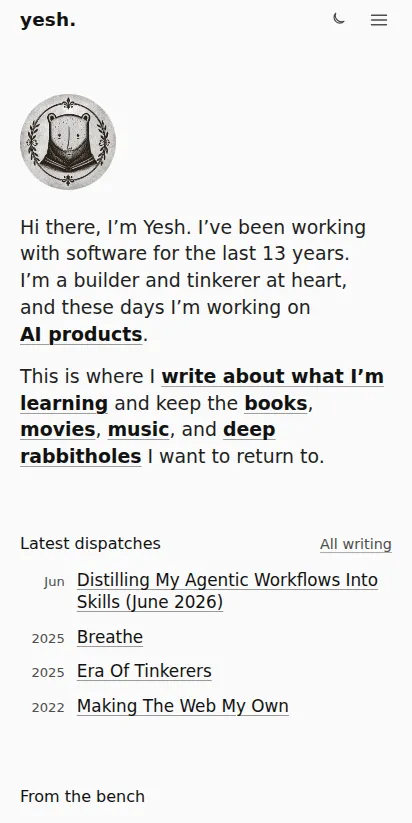 yesh.
Hi there, I’m Yesh. I’ve been working
with software for the last 13 years.
I’m a builder and tinkerer at heart,
and these days I’m working on
AI products.
This is where I write about what I’m
learning and keep the books,
movies, music, and deep
rabbitholes I want to return to.
Latest dispatches
All writing
Jun
Distilling My Agentic Workflows Into
Skills (June 2026)
2025
Breathe
2025
Era Of Tinkerers
2022
Making The Web My Own
From the bench